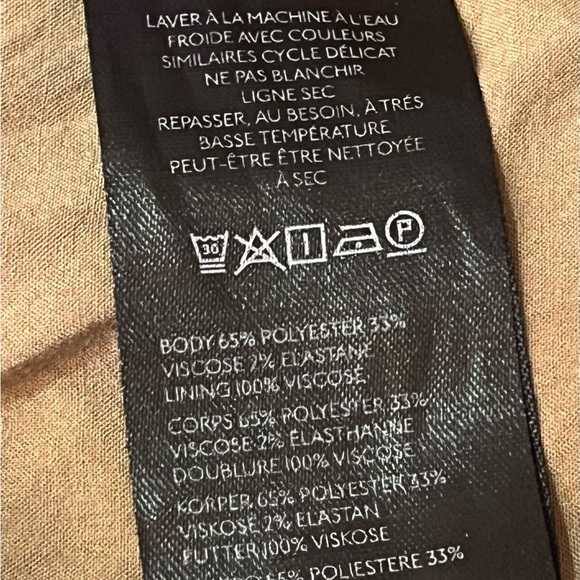 LAVER À LA MACHINE À L'EAU
FROIDE AVEC COULEURS
SIMILAIRES CYCLE DÉLICAT
NE PAS BLANCHIR
LIGNE SEC
REPASSER, AU BESOIN, À TRÉS
BASSE TEMPÉRATURE
PEUT-ÊTRE ÊTRE NETTOYÉE
À SEC
30 P
BODY 65% POLYESTER 33%
VISCOSE 2% ELASTANE
LINING 100% VISCOSE
CORPS 65% POLYESTER 33%
VISCOSE 2% ÉLASTHANNE
DOUBLURE 100% VISCOSE
KÖRPER 65% POLYESTER 33%
VISKOSE 2% ELASTAN
FUTTER 100% VISKOSE
65% POLIESTERE 33%